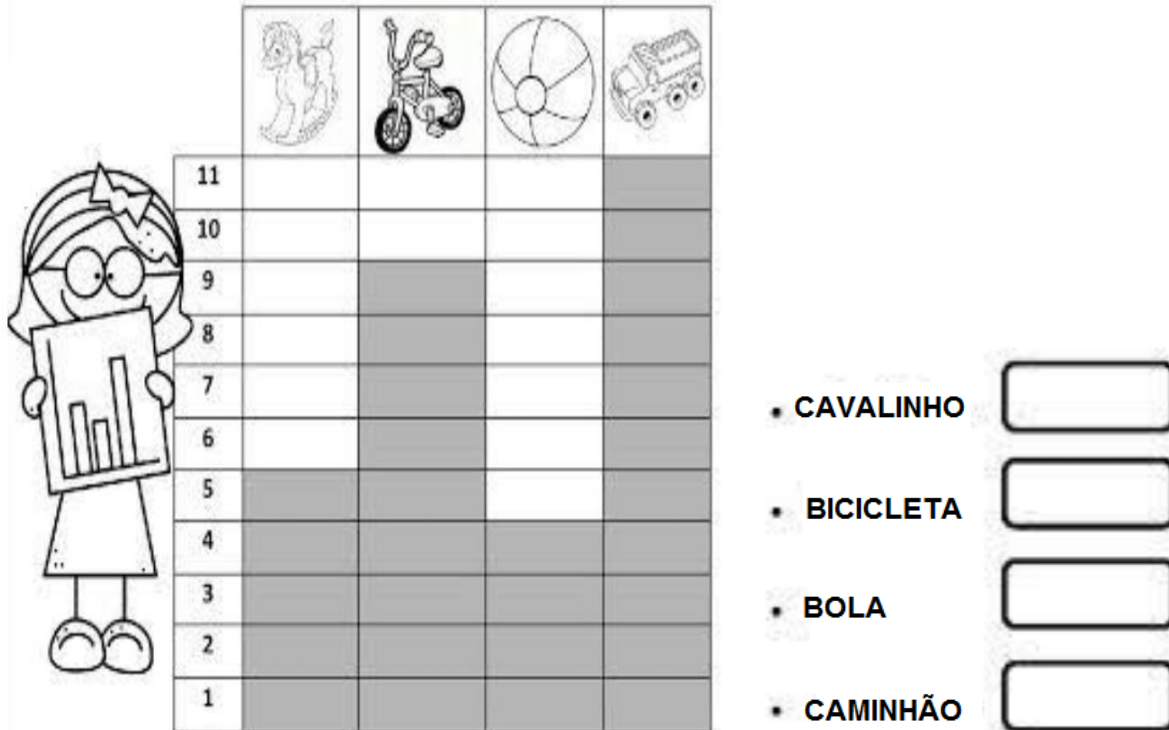 11
10
9
8
7
6
5
4
3
2
1
• CAVALINHO
• BICICLETA
• BOLA
• CAMINHÃO